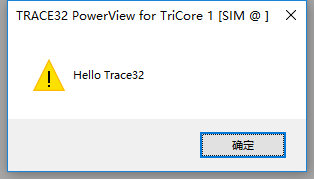 TRACE32 PowerView for TriCore 1 [SIM @ ]
Hello Trace32
确定